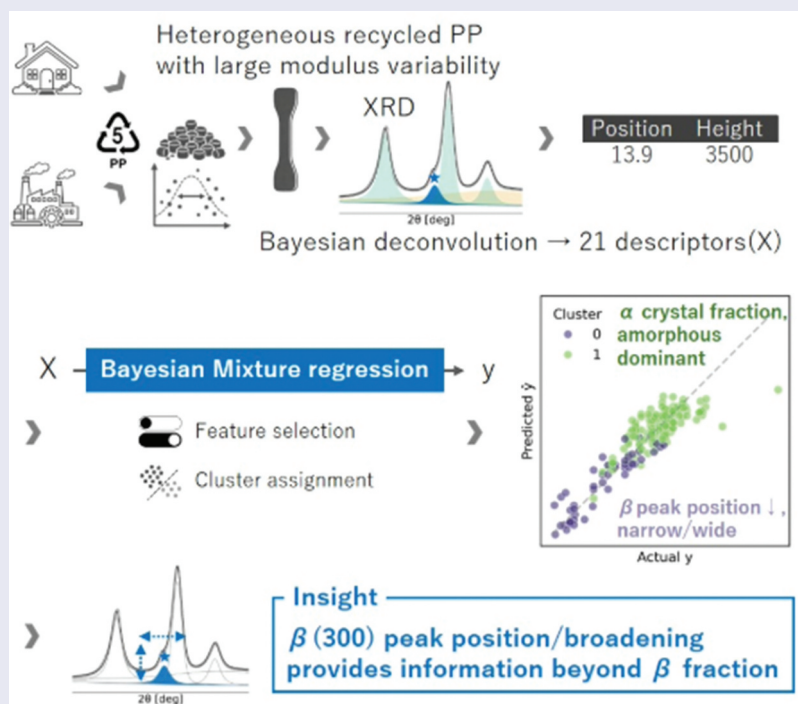 Heterogeneous recycled PP
with large modulus variability
5
PP
XRD
2θ [deg]
Position Height
13.9 3500
Bayesian deconvolution → 21 descriptors(X)
X
Bayesian Mixture regression
y
Feature selection
Cluster assignment
Cluster
0
1
α crystal fraction,
amorphous
dominant
Predicted ŷ
β peak position ↓,
narrow/wide
Actual y
2θ [deg]
Insight
β (300) peak position/broadening
provides information beyond β fraction